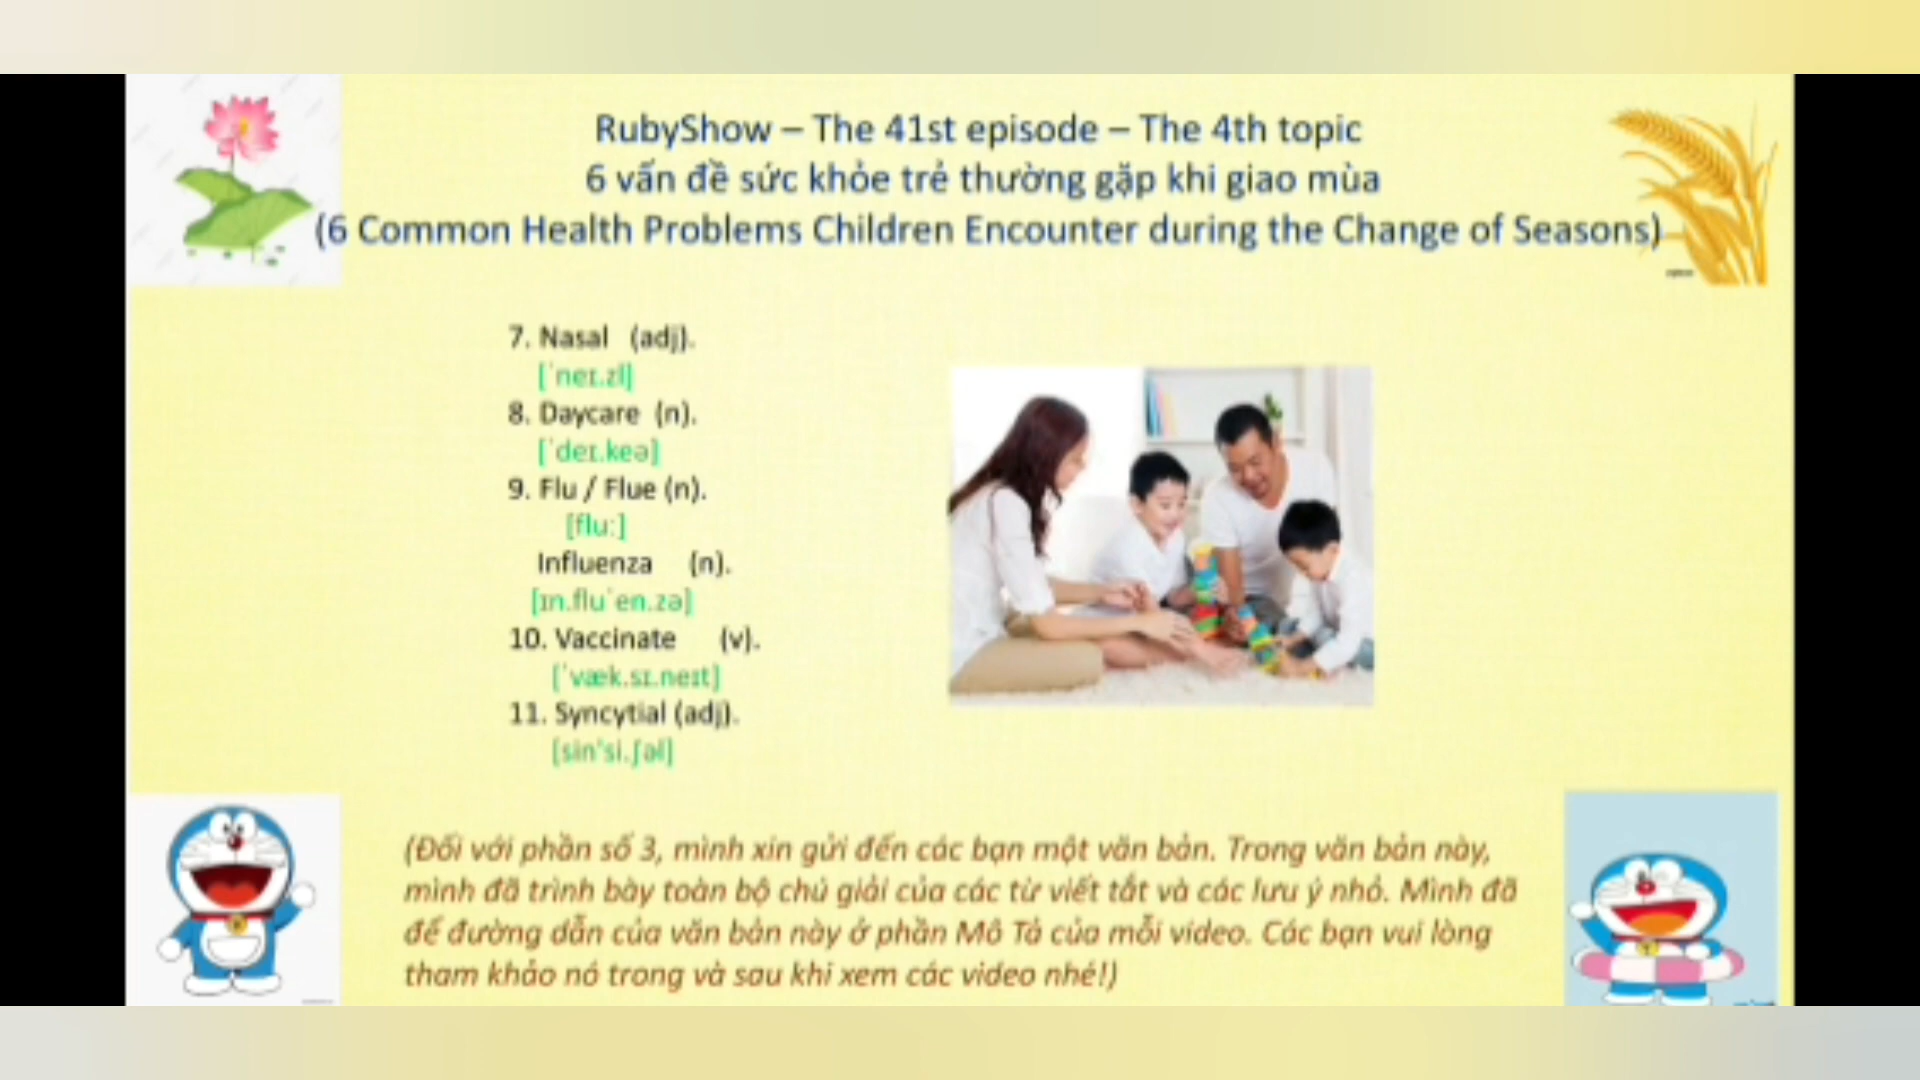 RubyShow – The 41st episode – The 4th topic
6 vấn đề sức khỏe trẻ thường gặp khi giao mùa
(6 Common Health Problems Children Encounter during the Change of Seasons)
7. Nasal (adj).
[ˈneɪ.zl]
8. Daycare (n).
[ˈdeɪ.keə]
9. Flu / Flue (n).
[flu:]
Influenza (n).
[ɪn.fluˈen.zə]
10. Vaccinate (v).
[ˈvæk.sɪ.neɪt]
11. Syncytial (adj).
[sin'si.ʃəl]
(Đối với phần số 3, mình xin gửi đến các bạn một văn bản. Trong văn bản này,
mình đã trình bày toàn bộ chú giải của các từ viết tắt và các lưu ý nhỏ. Mình đã
để đường dẫn của văn bản này ở phần Mô Tả của mỗi video. Các bạn vui lòng
tham khảo nó trong và sau khi xem các video nhé!)